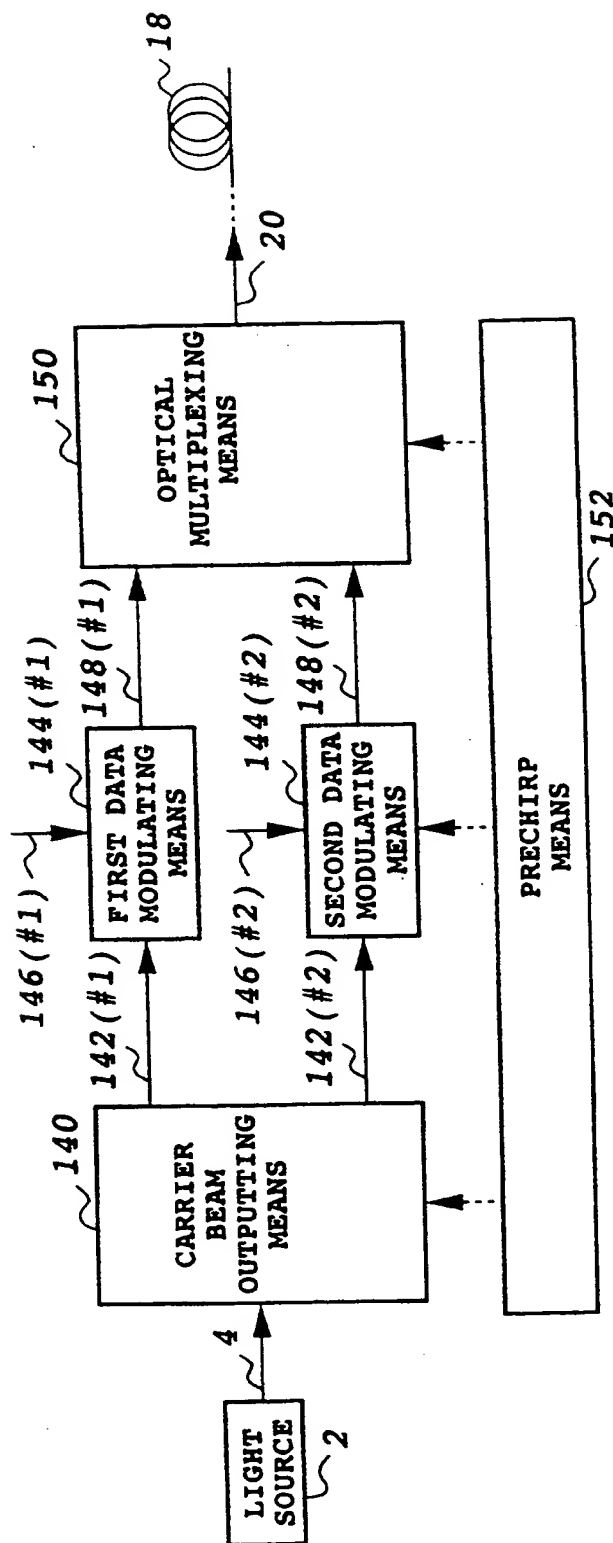 LIGHT
SOURCE
2
4
CARRIER
BEAM
OUTPUTTING
MEANS
140
142(#1)
142(#2)
146(#1)
FIRST DATA
MODULATING
MEANS
144(#1)
148(#1)
146(#2)
SECOND DATA
MODULATING
MEANS
144(#2)
148(#2)
OPTICAL
MULTIPLEXING
MEANS
150
20
18
PRECHIRP
MEANS
152